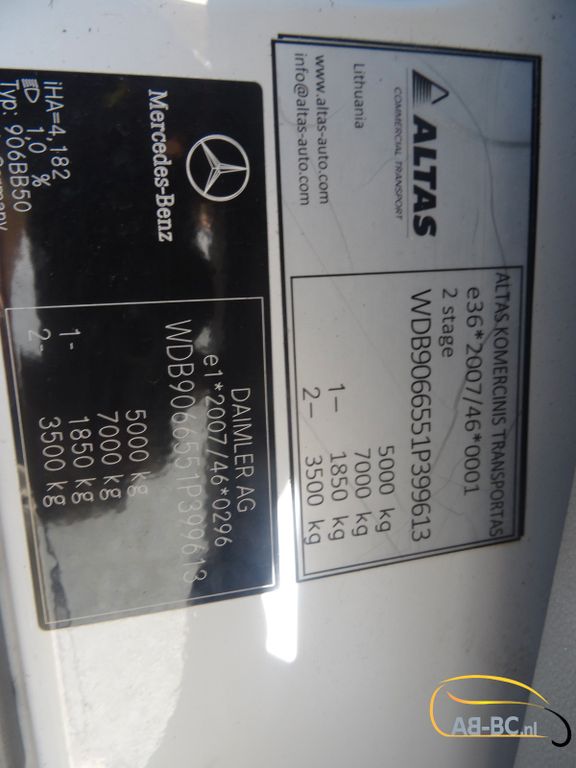 ALTAS
COMMERCIAL TRANSPORT
Lithuania
www.altas-auto.com
info@altas-auto.com
ALTAS KOMERCINIS TRANSPORTAS
e36*2007/46*0001
2 stage
WDB9066551P399613
5000 kg
7000 kg
1- 1850 kg
2- 3500 kg
Mercedes-Benz
iHA=4,182
1,0 %
Typ: 906BB50
Germany
DAIMLER AG
e1*2007/46*0296
WDB9066551P399613
5000 kg
7000 kg
1- 1850 kg
2- 3500 kg
AB-BC.nl